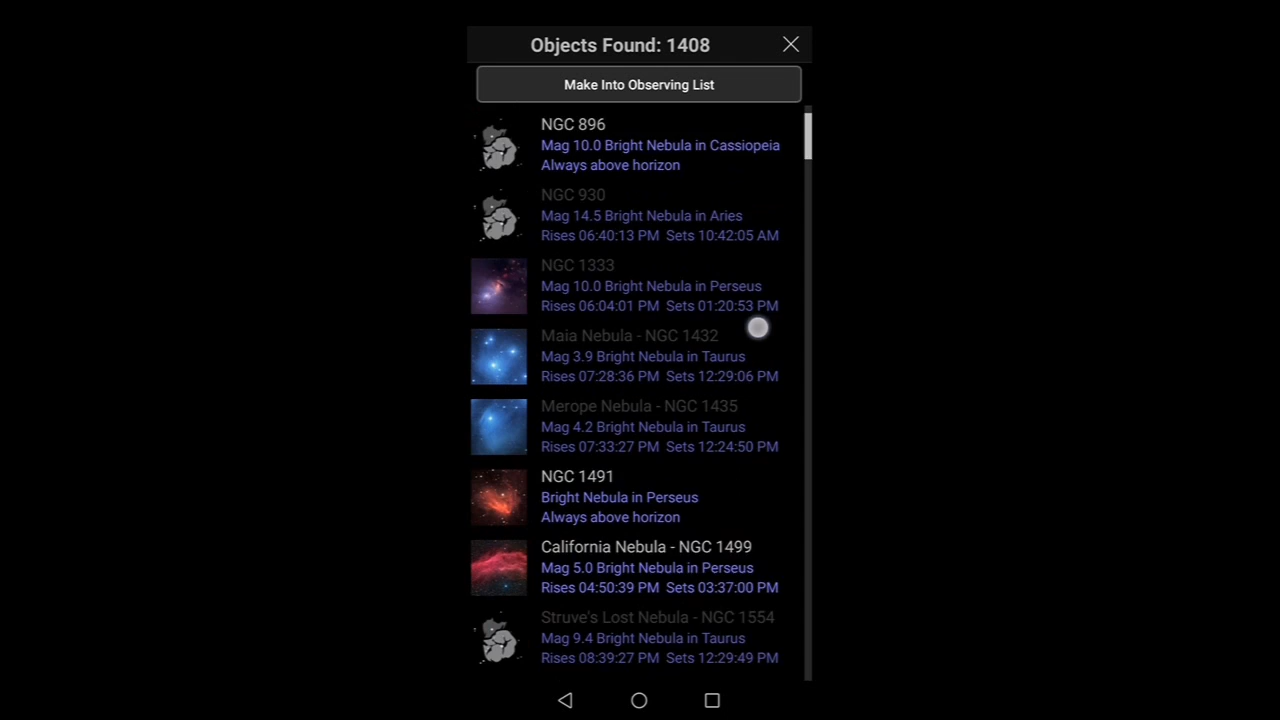 Objects Found: 1408
Make Into Observing List
NGC 896
Mag 10.0 Bright Nebula in Cassiopeia
Always above horizon
NGC 930
Mag 14.5 Bright Nebula in Aries
Rises 06:40:13 PM Sets 10:42:05 AM
NGC 1333
Mag 10.0 Bright Nebula in Perseus
Rises 06:04:01 PM Sets 01:20:53 PM
Maia Nebula - NGC 1432
Mag 3.9 Bright Nebula in Taurus
Rises 07:28:36 PM Sets 12:29:06 PM
Merope Nebula - NGC 1435
Mag 4.2 Bright Nebula in Taurus
Rises 07:33:27 PM Sets 12:24:50 PM
NGC 1491
Bright Nebula in Perseus
Always above horizon
California Nebula - NGC 1499
Mag 5.0 Bright Nebula in Perseus
Rises 04:50:39 PM Sets 03:37:00 PM
Struve's Lost Nebula - NGC 1554
Mag 9.4 Bright Nebula in Taurus
Rises 08:39:27 PM Sets 12:29:49 PM